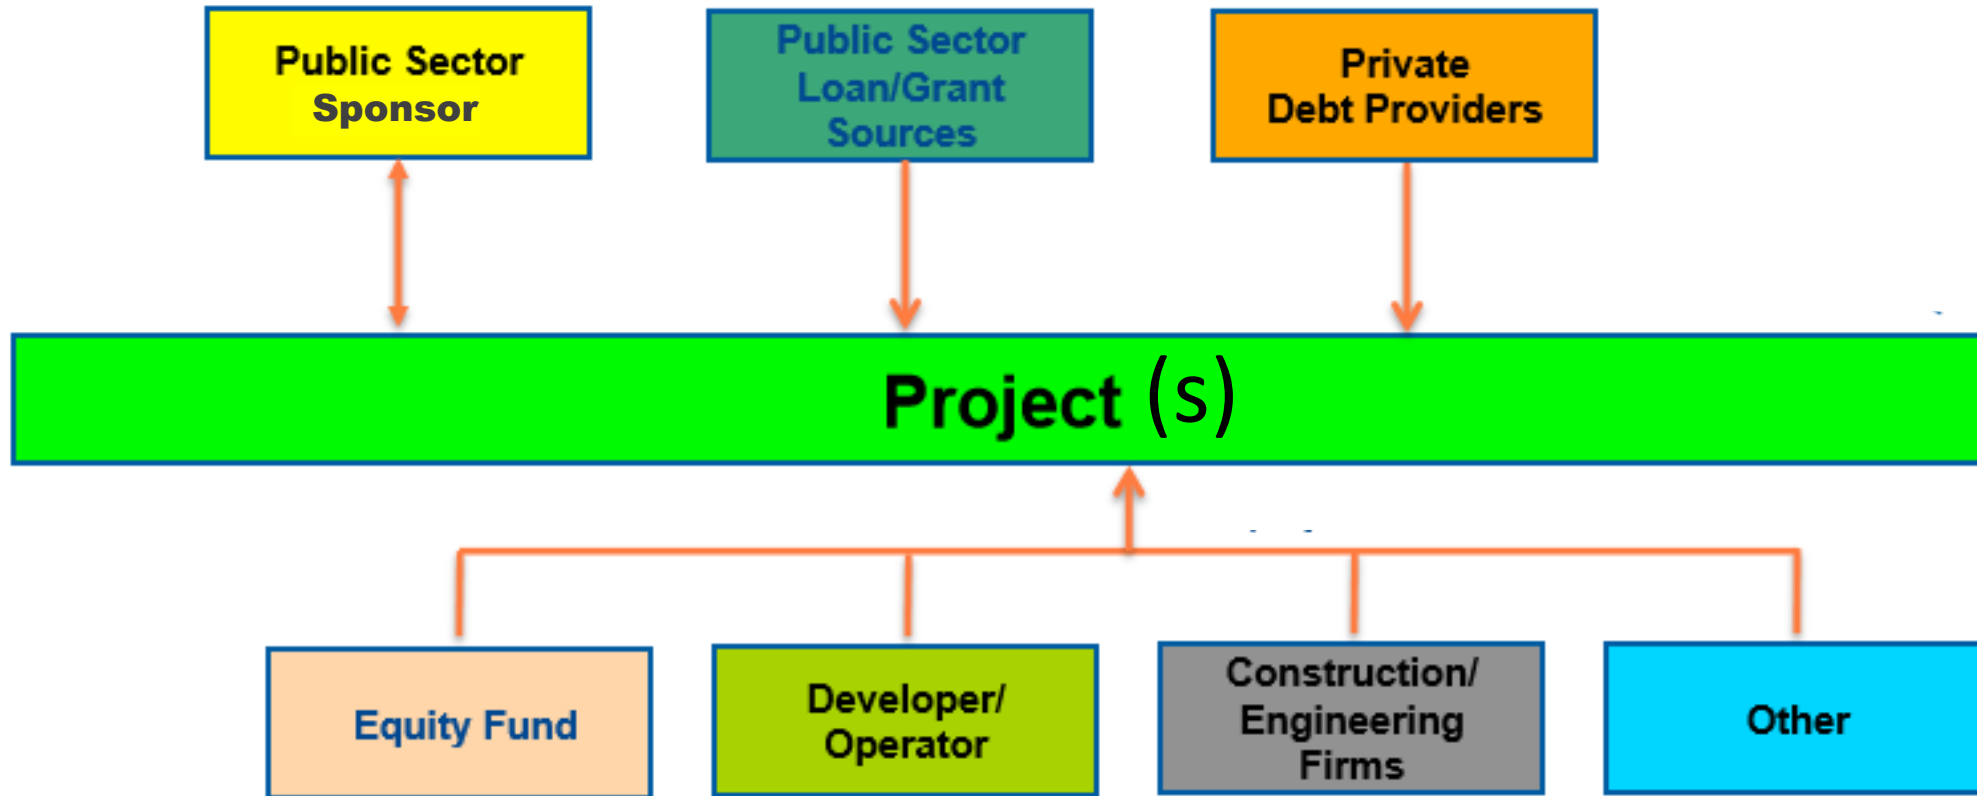 Public Sector
Sponsor
Public Sector
Loan/Grant
Sources
Private
Debt Providers
Project (s)
Equity Fund
Developer/
Operator
Construction/
Engineering
Firms
Other